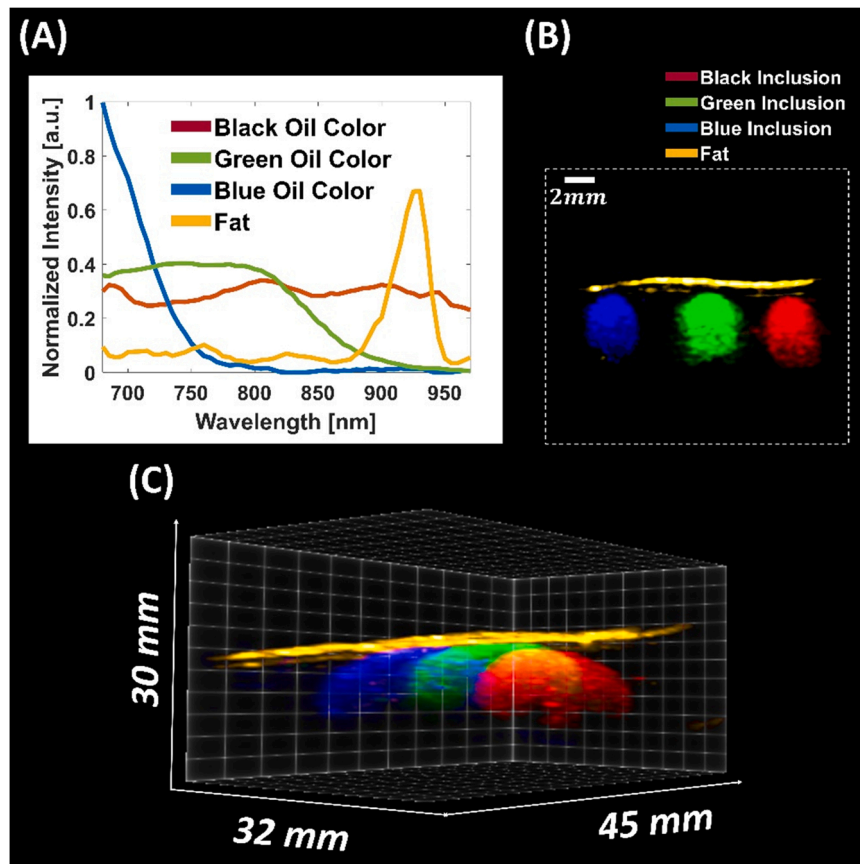 (A)
Normalized Intensity [a.u.]
1
0.8
0.6
0.4
0.2
0
Black Oil Color
Green Oil Color
Blue Oil Color
Fat
700 750 800 850 900 950
Wavelength [nm]
(B)
Black Inclusion
Green Inclusion
Blue Inclusion
Fat
2mm
(C)
30 mm
32 mm
45 mm